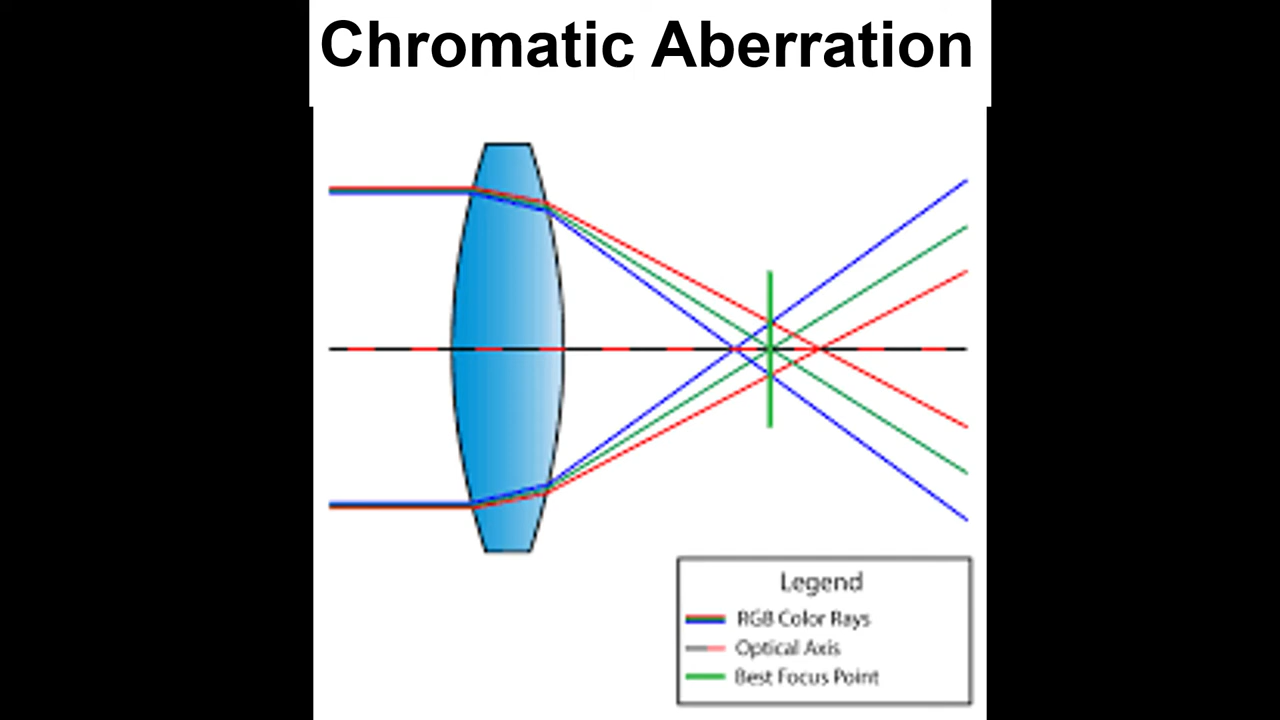 Chromatic Aberration
Legend
RGB Color Rays
Optical Axis
Best Focus Point